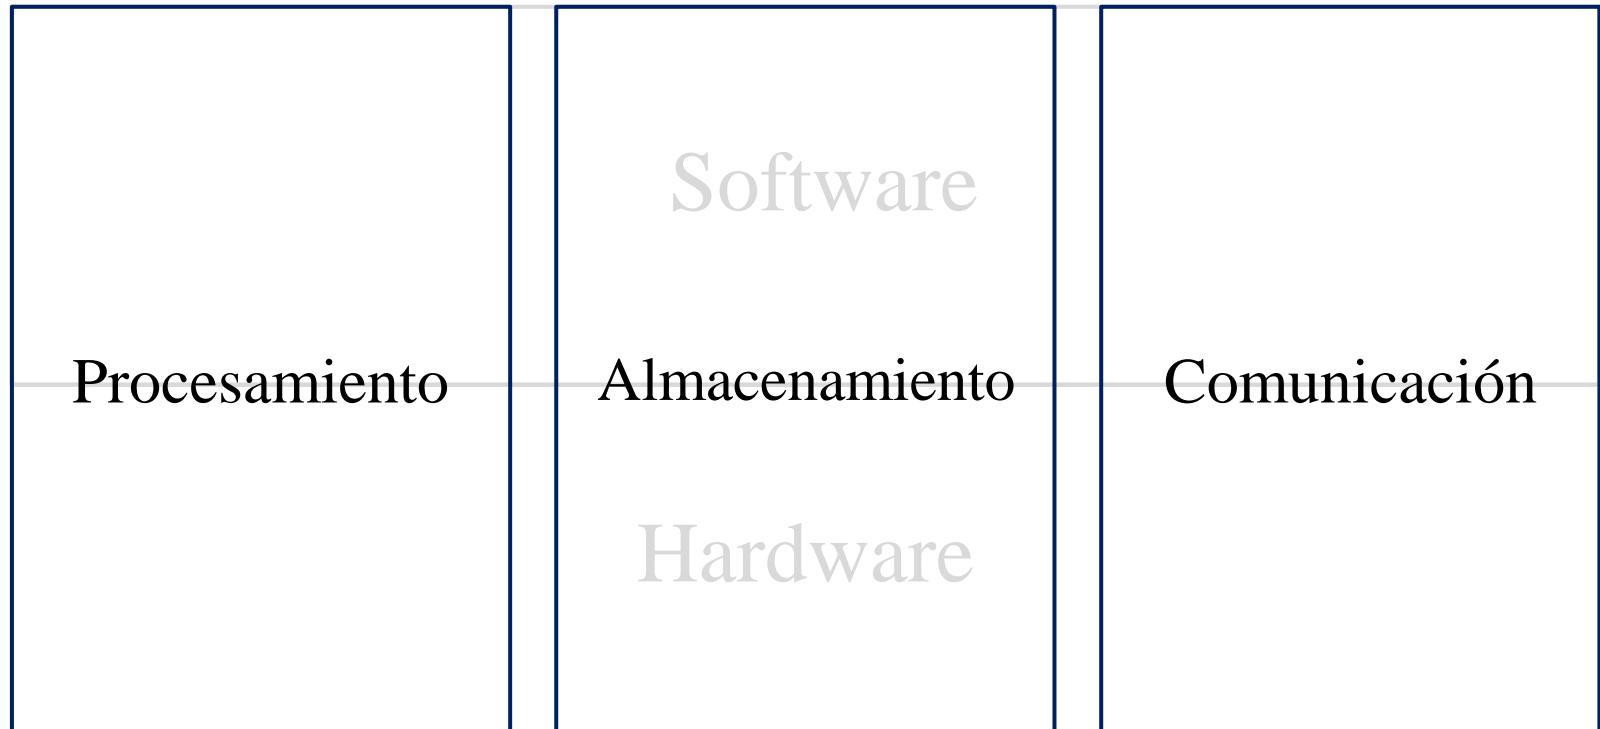 Software
Procesamiento
Almacenamiento
Comunicación
Hardware